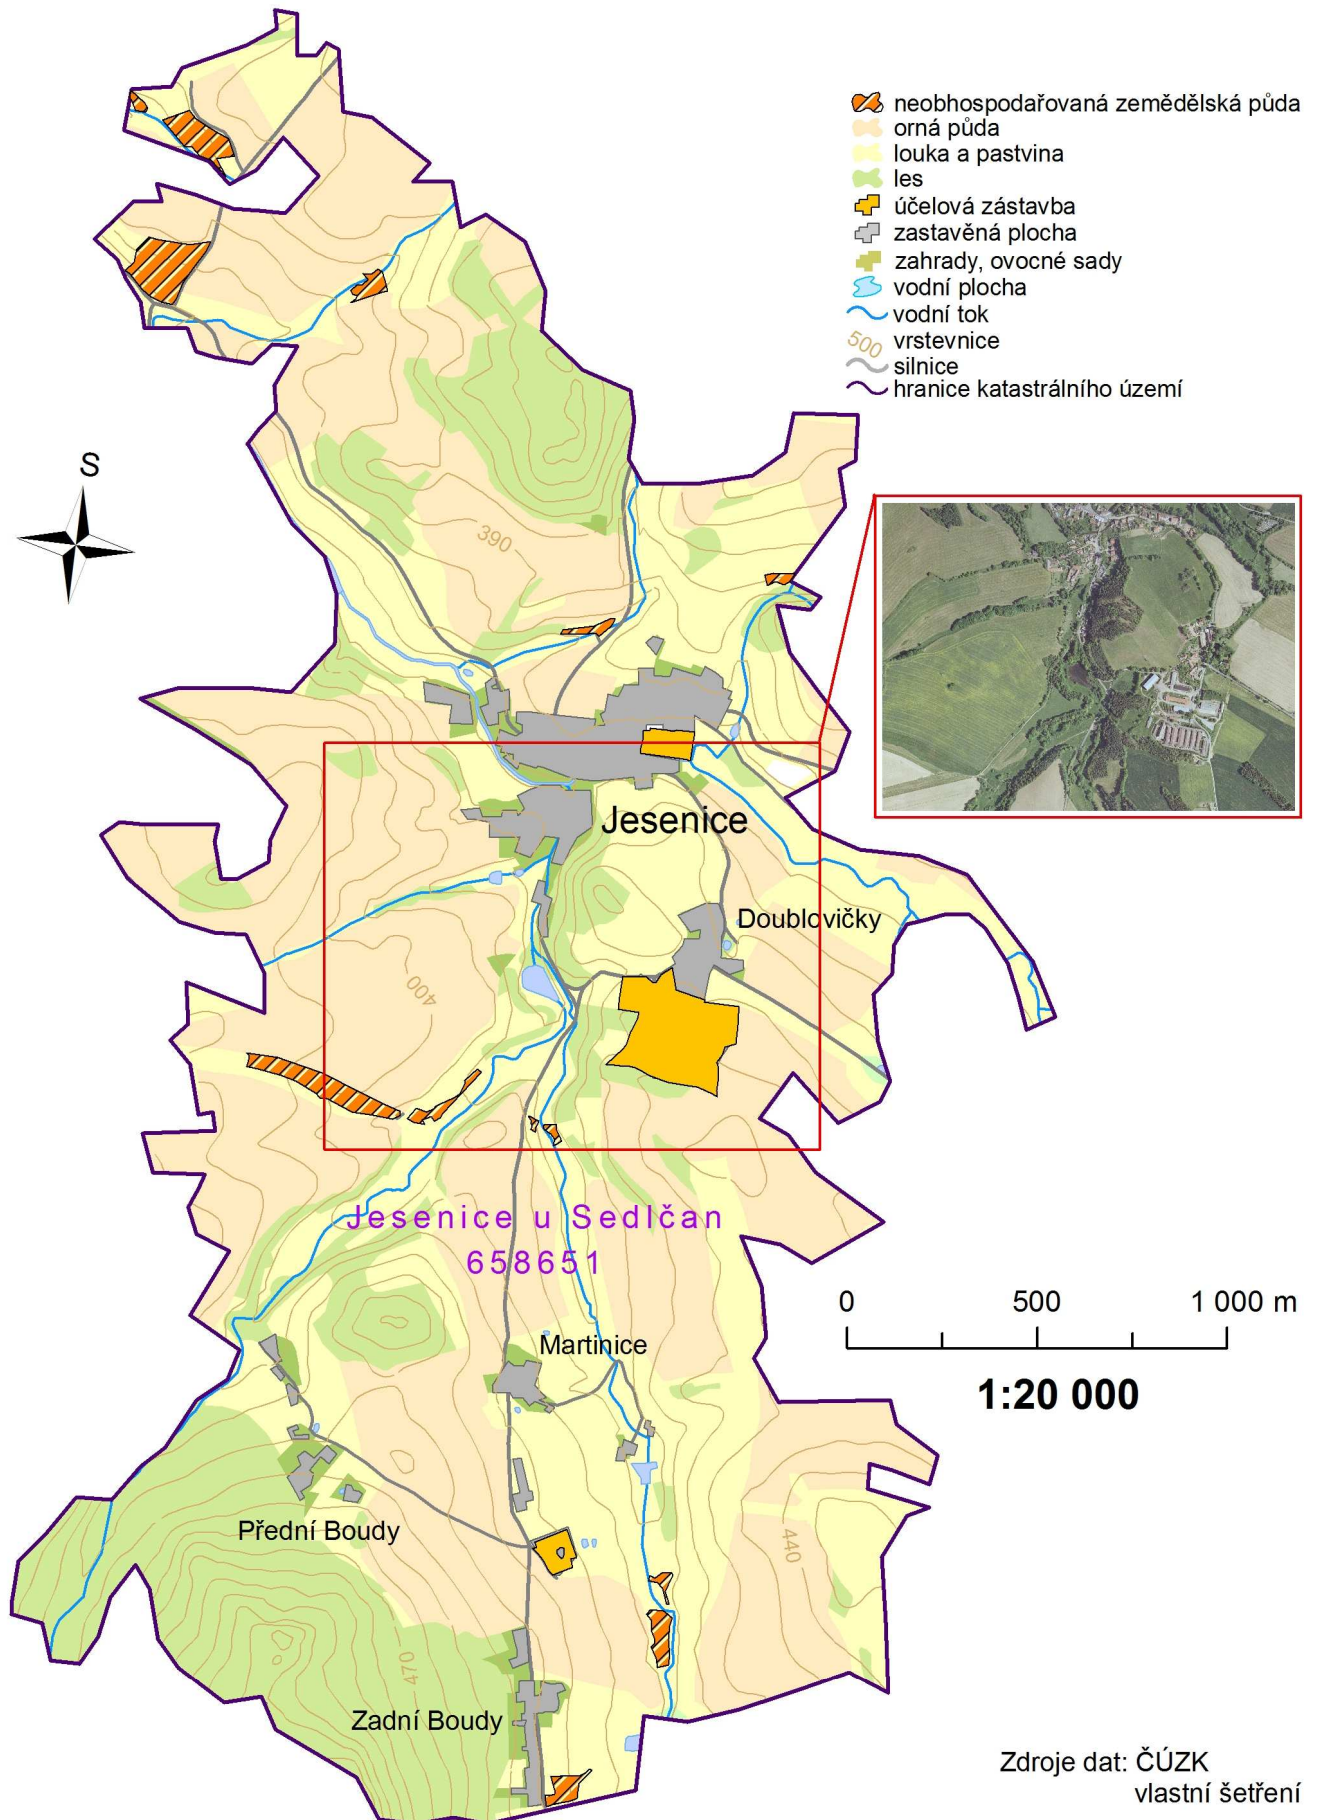 neobhospodařovaná zemědělská půda
orná půda
louka a pastvina
les
účelová zástavba
zastavěná plocha
zahrady, ovocné sady
vodní plocha
vodní tok
500 vrstevnice
silnice
hranice katastrálního území
S
390
Jesenice
Doublovičky
400
Jesenice u Sedlčan
658651
0 500 1 000 m
1:20 000
Martinice
Přední Boudy
440
470
Zadní Boudy
Zdroje dat: ČÚZK
vlastní šetření